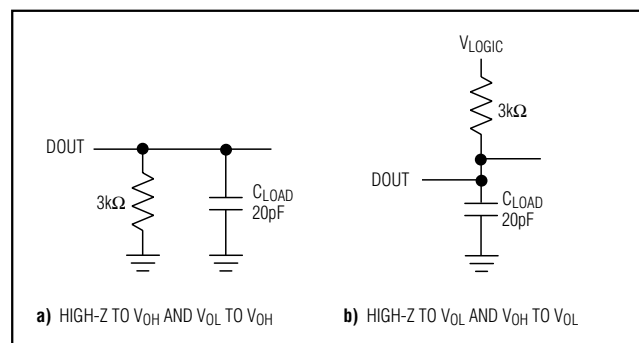 DOUT
3kΩ
CLOAD
20pF
a) HIGH-Z TO VOH AND VOL TO VOH
VLOGIC
3kΩ
DOUT
CLOAD
20pF
b) HIGH-Z TO VOL AND VOH TO VOL